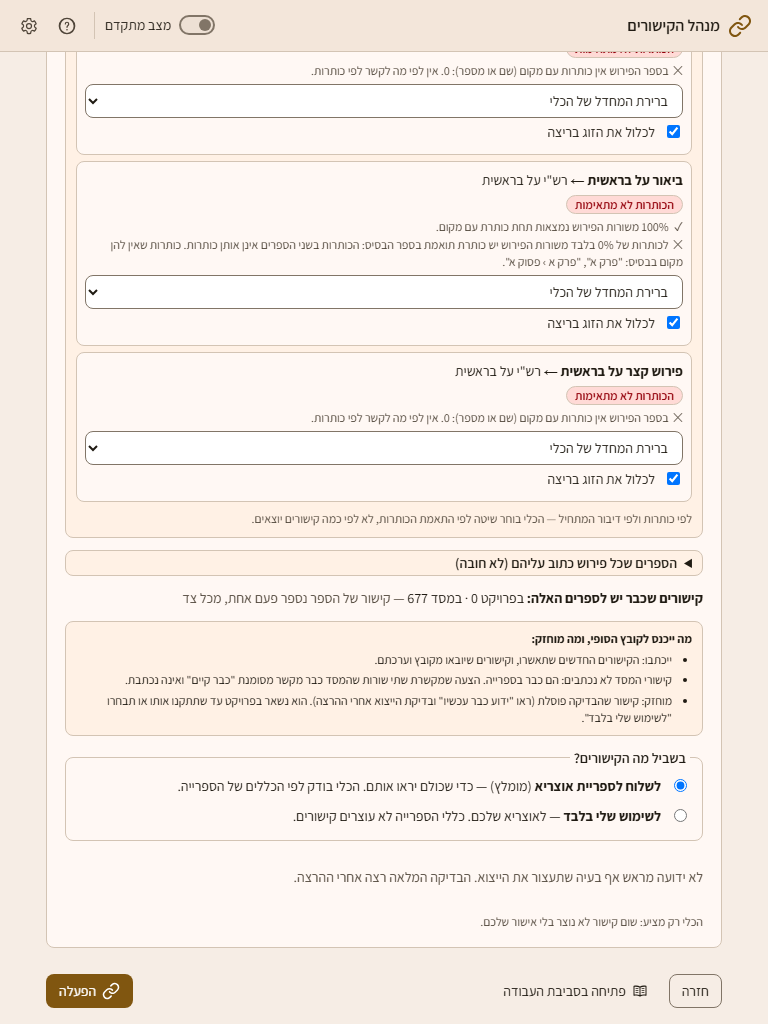 מנהל הקישורים
מצב מתקדם
✕ בספר הפירוש אין כותרות עם מקום (שם או מספר): 0. אין לפי מה לקשר לפי כותרות.
ברירת המחדל של הכלי
לכלול את הזוג בריצה
ביאור על בראשית ← רש"י על בראשית
הכותרות לא מתאימות
✓ 100% משורות הפירוש נמצאות תחת כותרת עם מקום.
✕ לכותרות של 0% בלבד משורות הפירוש יש כותרת תואמת בספר הבסיס: הכותרות בשני הספרים אינן אותן כותרות. כותרות שאין להן
מקום בבסיס: "פרק א", "פרק א › פסוק א".
ברירת המחדל של הכלי
לכלול את הזוג בריצה
פירוש קצר על בראשית ← רש"י על בראשית
הכותרות לא מתאימות
✕ בספר הפירוש אין כותרות עם מקום (שם או מספר): 0. אין לפי מה לקשר לפי כותרות.
ברירת המחדל של הכלי
לכלול את הזוג בריצה
לפי כותרות ולפי דיבור המתחיל — הכלי בוחר שיטה לפי התאמת הכותרות, לא לפי כמה קישורים יוצאים.
◀ הספרים שכל פירוש כתוב עליהם (לא חובה)
קישורים שכבר יש לספרים האלה: בפרויקט 0 · במסד 677 — קישור של הספר נספר פעם אחת, מכל צד
מה ייכנס לקובץ הסופי, ומה מוחזק:
• ייכתבו: הקישורים החדשים שתאשרו, וקישורים שיובאו מקובץ וערכתם.
• קישורי המסד לא נכתבים: הם כבר בספרייה. הצעה שמקשרת שתי שורות שהמסד כבר מקשר מסומנת "כבר קיים" ואינה נכתבת.
• מוחזק: קישור שהבדיקה פוסלת (ראו "ידוע כבר עכשיו" ובדיקת הייצוא אחרי ההרצה). הוא נשאר בפרויקט עד שתתקנו אותו או תבחרו
"לשימוש שלי בלבד".
בשביל מה הקישורים?
לשלוח לספריית אוצריא (מומלץ) — כדי שכולם יראו אותם. הכלי בודק לפי הכללים של הספרייה.
לשימוש שלי בלבד — לאוצריא שלכם. כללי הספרייה לא עוצרים קישורים.
לא ידועה מראש אף בעיה שתעצור את הייצוא. הבדיקה המלאה רצה אחרי ההרצה.
הכלי רק מציע: שום קישור לא נוצר בלי אישור שלכם.
חזרה
פתיחה בסביבת העבודה
הפעלה